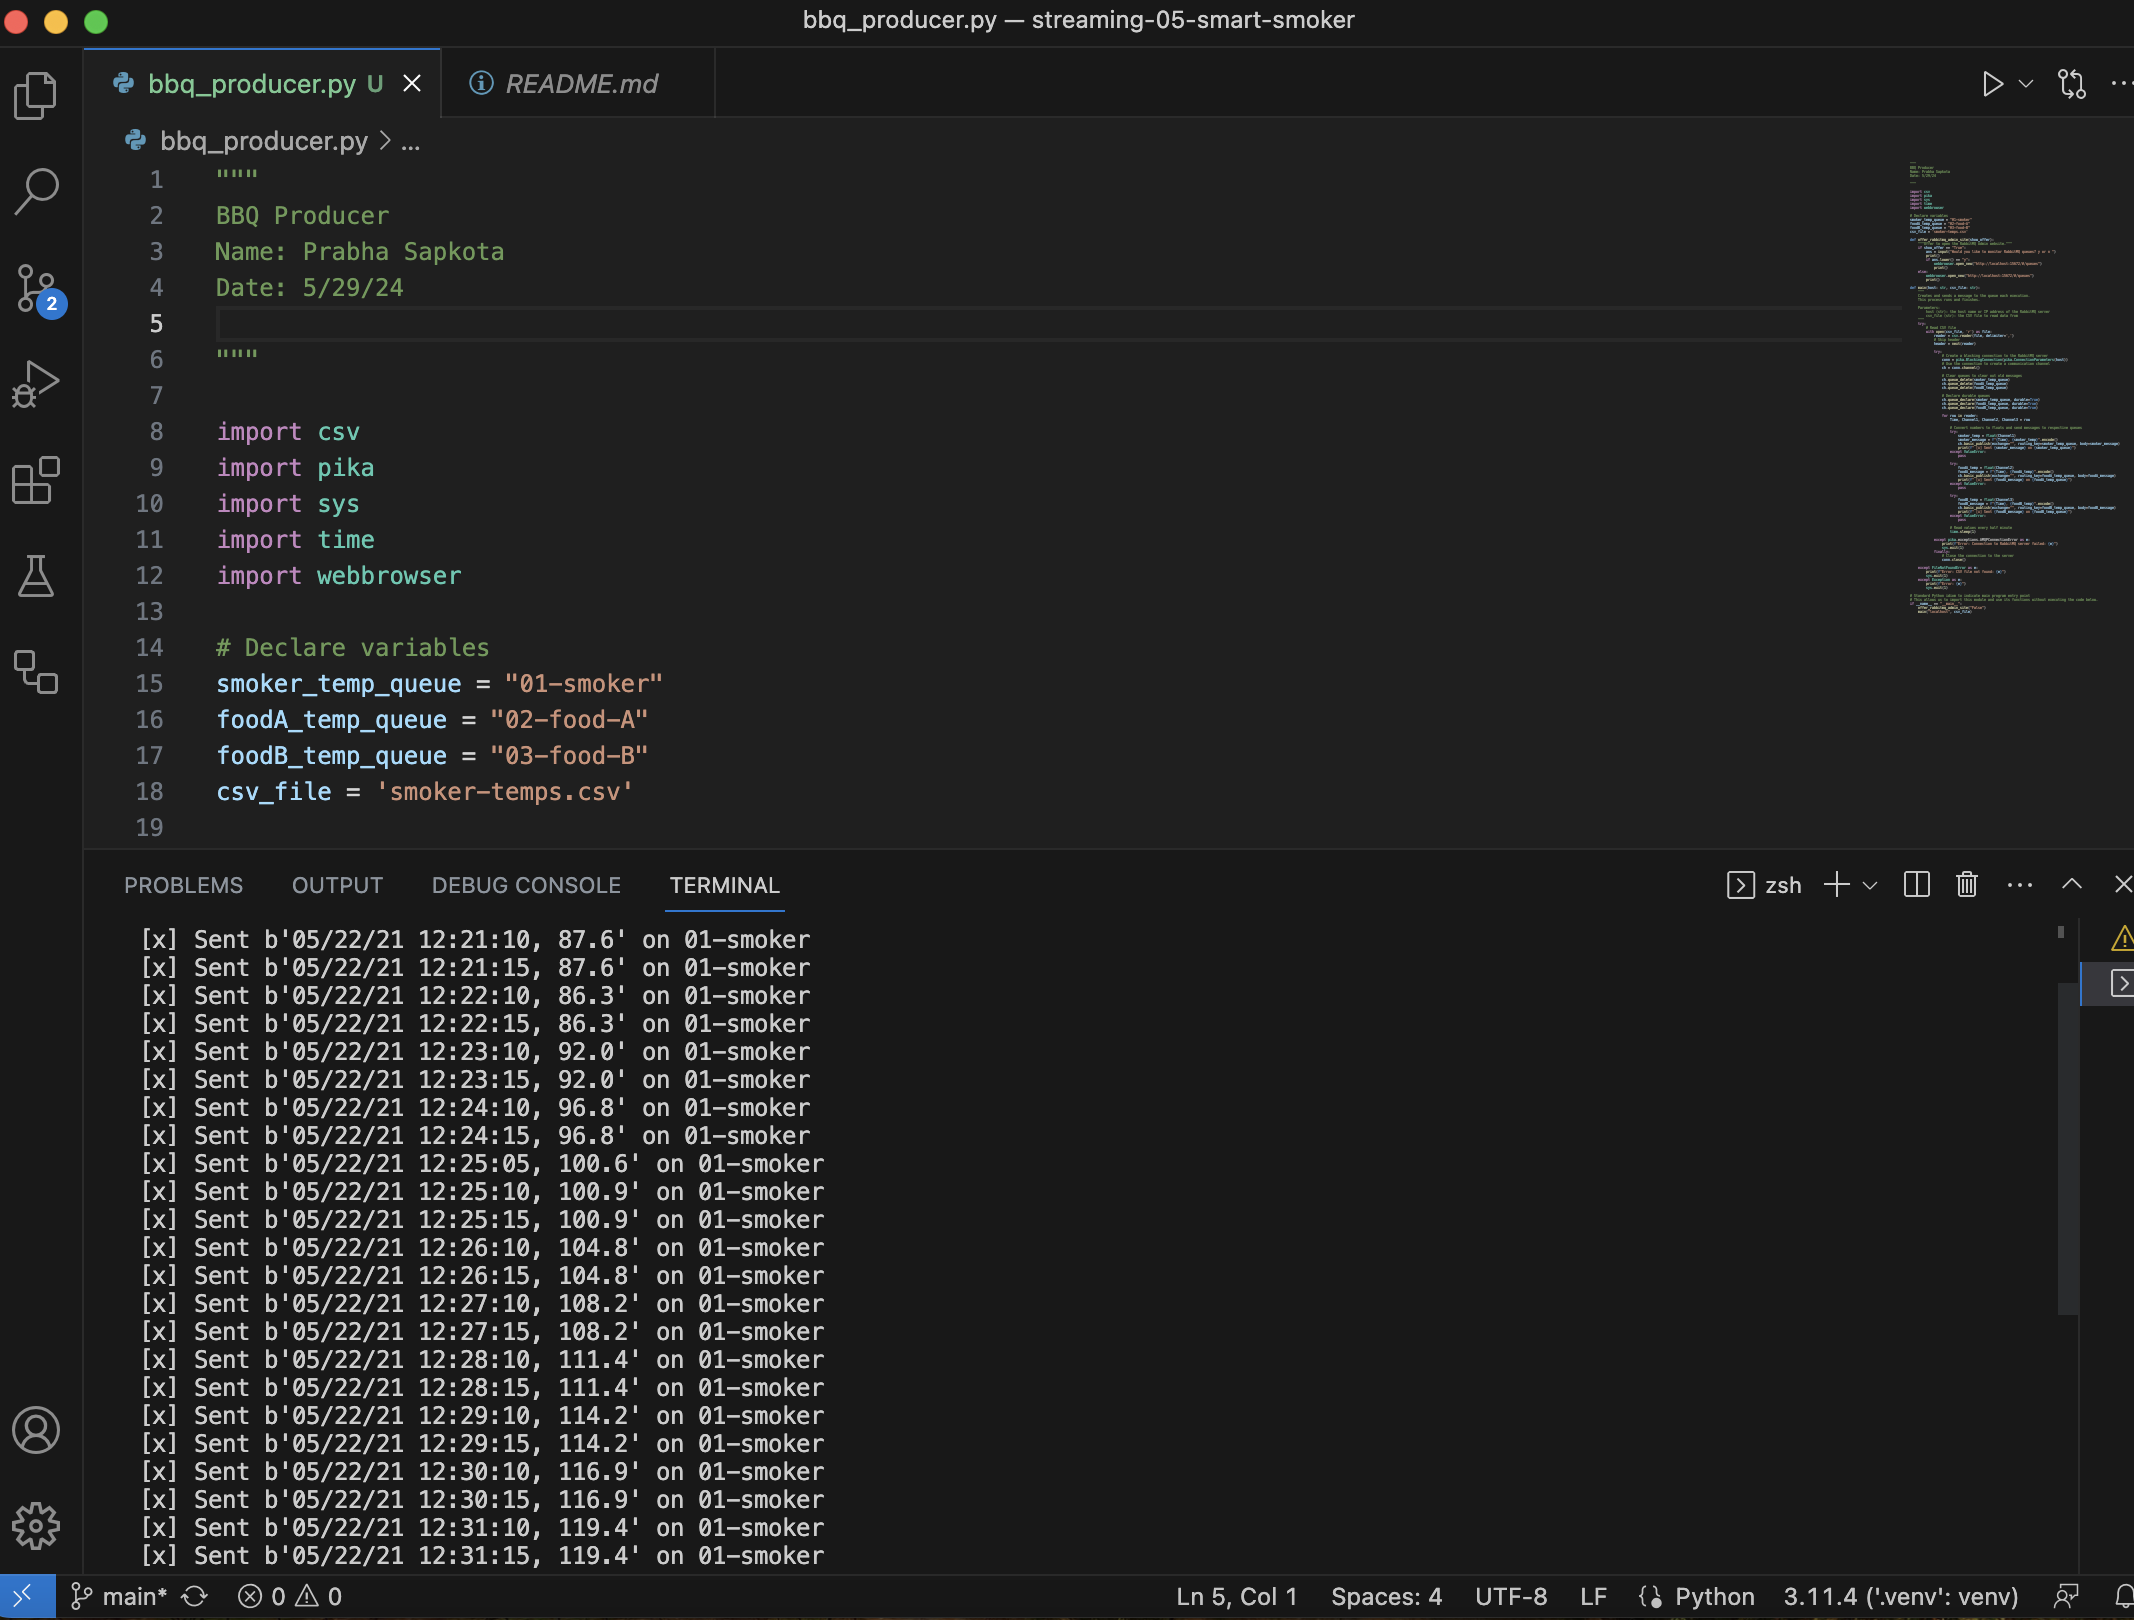 bbq_producer.py — streaming-05-smart-smoker
bbq_producer.py U
README.md
bbq_producer.py > ...
1 """
2 BBQ Producer
3 Name: Prabha Sapkota
4 Date: 5/29/24
5
6 """
7
8 import csv
9 import pika
10 import sys
11 import time
12 import webbrowser
13
14 # Declare variables
15 smoker_temp_queue = "01-smoker"
16 foodA_temp_queue = "02-food-A"
17 foodB_temp_queue = "03-food-B"
18 csv_file = 'smoker-temps.csv'
19
2
PROBLEMS OUTPUT DEBUG CONSOLE TERMINAL zsh
[x] Sent b'05/22/21 12:21:10, 87.6' on 01-smoker
[x] Sent b'05/22/21 12:21:15, 87.6' on 01-smoker
[x] Sent b'05/22/21 12:22:10, 86.3' on 01-smoker
[x] Sent b'05/22/21 12:22:15, 86.3' on 01-smoker
[x] Sent b'05/22/21 12:23:10, 92.0' on 01-smoker
[x] Sent b'05/22/21 12:23:15, 92.0' on 01-smoker
[x] Sent b'05/22/21 12:24:10, 96.8' on 01-smoker
[x] Sent b'05/22/21 12:24:15, 96.8' on 01-smoker
[x] Sent b'05/22/21 12:25:05, 100.6' on 01-smoker
[x] Sent b'05/22/21 12:25:10, 100.9' on 01-smoker
[x] Sent b'05/22/21 12:25:15, 100.9' on 01-smoker
[x] Sent b'05/22/21 12:26:10, 104.8' on 01-smoker
[x] Sent b'05/22/21 12:26:15, 104.8' on 01-smoker
[x] Sent b'05/22/21 12:27:10, 108.2' on 01-smoker
[x] Sent b'05/22/21 12:27:15, 108.2' on 01-smoker
[x] Sent b'05/22/21 12:28:10, 111.4' on 01-smoker
[x] Sent b'05/22/21 12:28:15, 111.4' on 01-smoker
[x] Sent b'05/22/21 12:29:10, 114.2' on 01-smoker
[x] Sent b'05/22/21 12:29:15, 114.2' on 01-smoker
[x] Sent b'05/22/21 12:30:10, 116.9' on 01-smoker
[x] Sent b'05/22/21 12:30:15, 116.9' on 01-smoker
[x] Sent b'05/22/21 12:31:10, 119.4' on 01-smoker
[x] Sent b'05/22/21 12:31:15, 119.4' on 01-smoker
main* 0 0 Ln 5, Col 1 Spaces: 4 UTF-8 LF Python 3.11.4 ('.venv': venv)